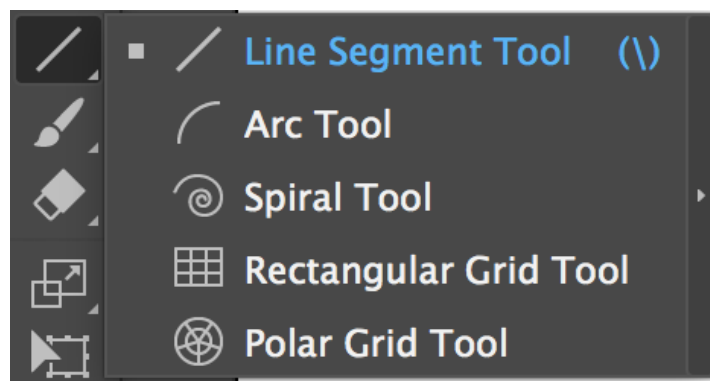 Line Segment Tool (\)
Arc Tool
Spiral Tool
Rectangular Grid Tool
Polar Grid Tool